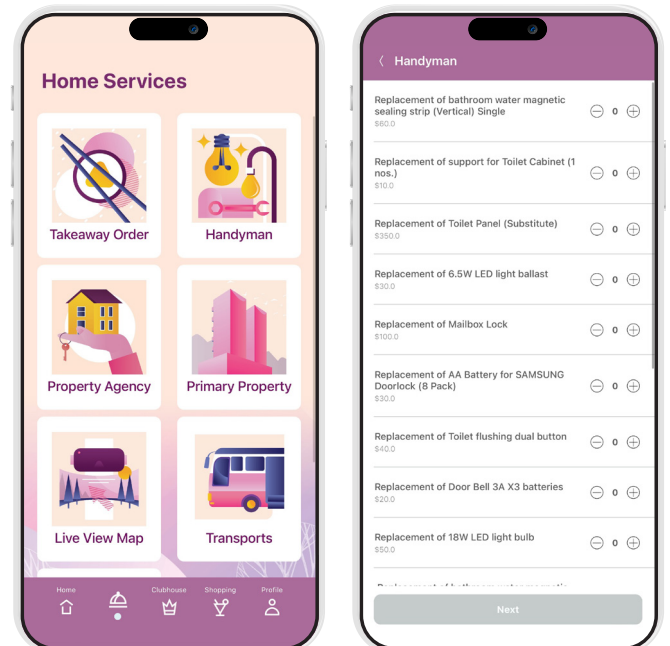 Home Services
Takeaway Order
Handyman
Property Agency
Primary Property
Live View Map
Transports
Home
Clubhouse
Shopping
Profile
Handyman
Replacement of bathroom water magnetic
sealing strip (Vertical) Single
$60.0
0
Replacement of support for Toilet Cabinet (1
nos.)
$10.0
0
Replacement of Toilet Panel (Substitute)
$350.0
0
Replacement of 6.5W LED light ballast
$30.0
0
Replacement of Mailbox Lock
$100.0
0
Replacement of AA Battery for SAMSUNG
Doorlock (8 Pack)
$30.0
0
Replacement of Toilet flushing dual button
$40.0
0
Replacement of Door Bell 3A X3 batteries
$20.0
0
Replacement of 18W LED light bulb
$50.0
0
Replacement of bathroom water magnetic
Next